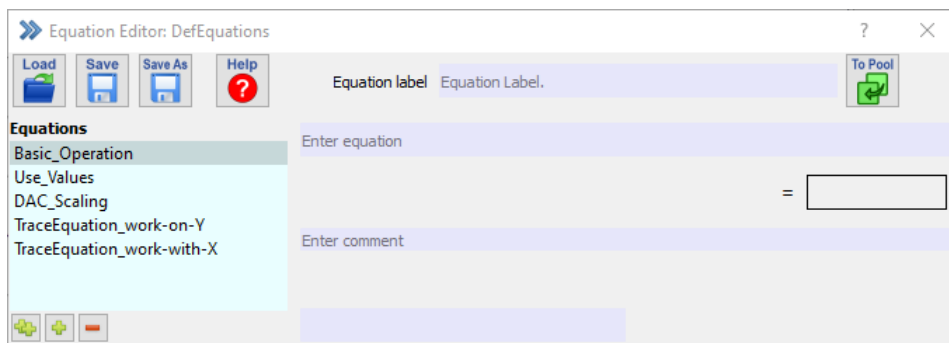 Equation Editor: DefEquations
?
Load Save Save As Help
Equation label Equation Label.
To Pool
Equations
Enter equation
Basic_Operation
Use_Values
=
DAC_Scaling
TraceEquation_work-on-Y
Enter comment
TraceEquation_work-with-X